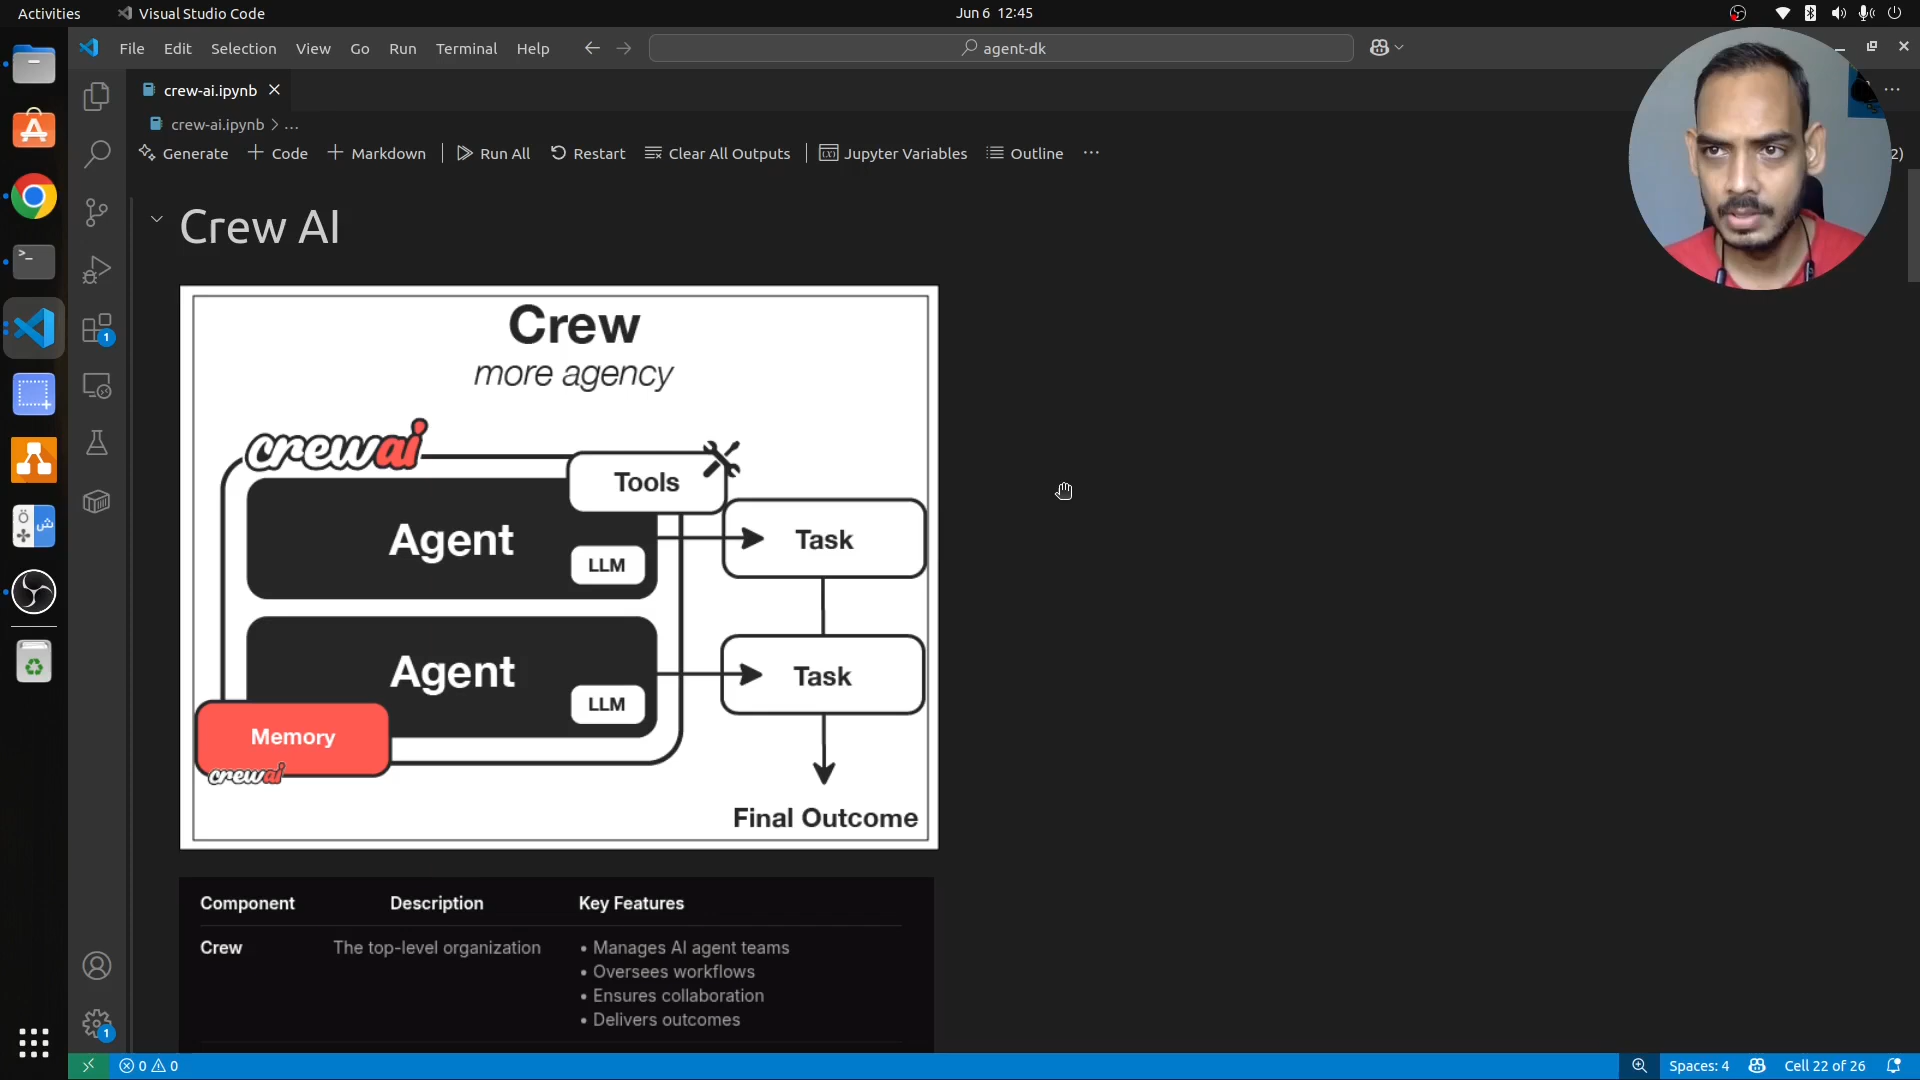 Activities
Visual Studio Code
Jun 6 12:45
File Edit Selection View Go Run Terminal Help
agent-dk
crew-ai.ipynb
crew-ai.ipynb > ...
Generate + Code + Markdown Run All Restart Clear All Outputs Jupyter Variables Outline ...
2)
Crew AI
Crew
more agency
crewai
Tools
Agent
LLM
Task
Agent
LLM
Task
Memory
crewai
Final Outcome
Component Description Key Features
Crew The top-level organization • Manages AI agent teams
• Oversees workflows
• Ensures collaboration
• Delivers outcomes
1
1
0 0
Spaces: 4
Cell 22 of 26